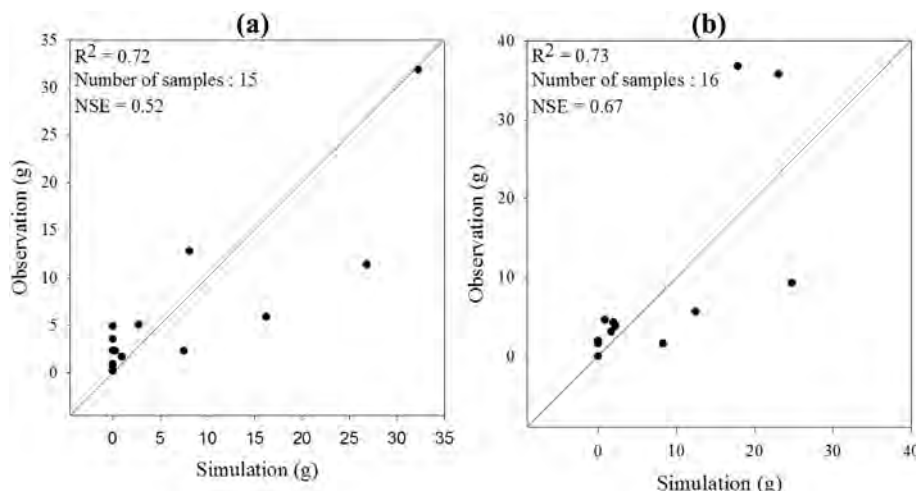 (a)
R² = 0.72
Number of samples : 15
NSE = 0.52
35
30
25
20
15
10
5
0
Observation (g)
0 5 10 15 20 25 30 35
Simulation (g)
(b)
R² = 0.73
Number of samples : 16
NSE = 0.67
40
30
20
10
0
Observation (g)
0 10 20 30 40
Simulation (g)